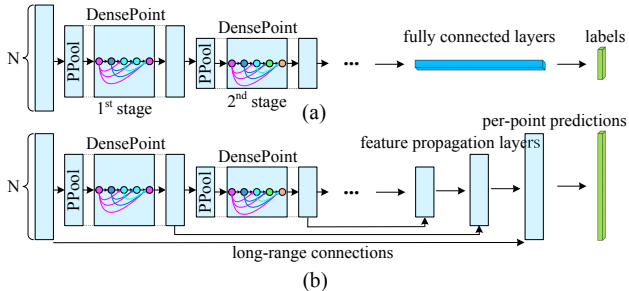 DensePoint
DensePoint
fully connected layers
labels
N
PPool
PPool
1st stage
2nd stage
...
(a)
per-point predictions
DensePoint
DensePoint
feature propagation layers
N
PPool
PPool
...
long-range connections
(b)